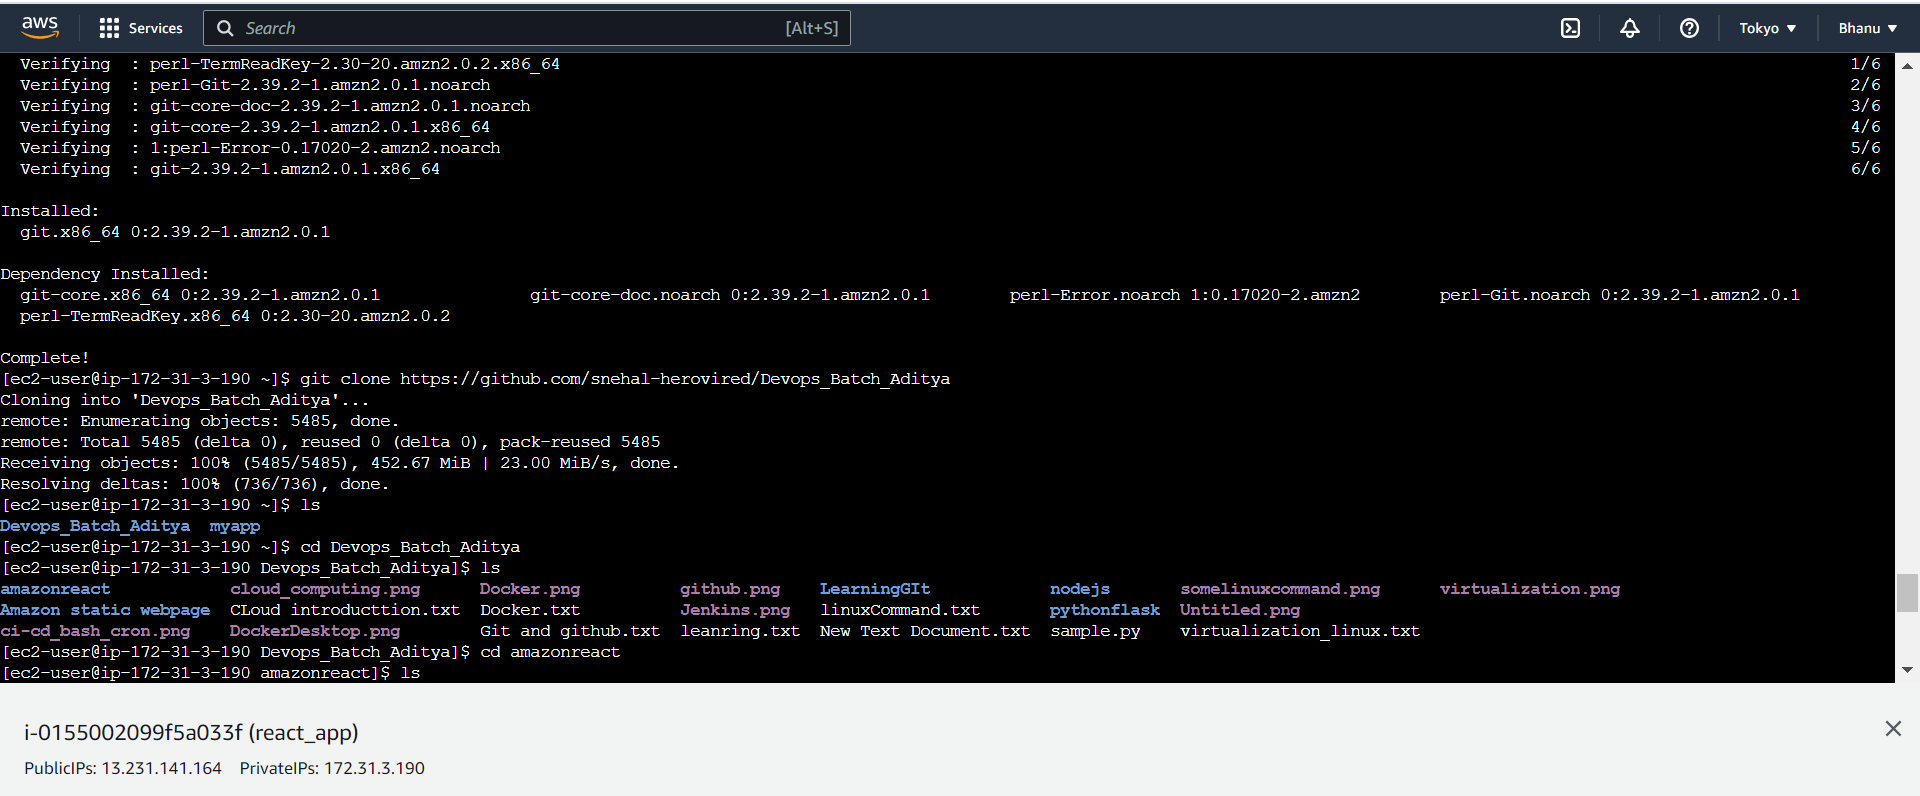 aws Services Search [Alt+S] Tokyo Bhanu
Verifying : perl-TermReadKey-2.30-20.amzn2.0.2.x86_64 1/6
Verifying : perl-Git-2.39.2-1.amzn2.0.1.noarch 2/6
Verifying : git-core-doc-2.39.2-1.amzn2.0.1.noarch 3/6
Verifying : git-core-2.39.2-1.amzn2.0.1.x86_64 4/6
Verifying : 1:perl-Error-0.17020-2.amzn2.noarch 5/6
Verifying : git-2.39.2-1.amzn2.0.1.x86_64 6/6
Installed:
git.x86_64 0:2.39.2-1.amzn2.0.1
Dependency Installed:
git-core.x86_64 0:2.39.2-1.amzn2.0.1 git-core-doc.noarch 0:2.39.2-1.amzn2.0.1 perl-Error.noarch 1:0.17020-2.amzn2 perl-Git.noarch 0:2.39.2-1.amzn2.0.1
perl-TermReadKey.x86_64 0:2.30-20.amzn2.0.2
Complete!
[ec2-user@ip-172-31-3-190 ~]$ git clone https://github.com/snehal-herovired/Devops_Batch_Aditya
Cloning into 'Devops_Batch_Aditya'...
remote: Enumerating objects: 5485, done.
remote: Total 5485 (delta 0), reused 0 (delta 0), pack-reused 5485
Receiving objects: 100% (5485/5485), 452.67 MiB | 23.00 MiB/s, done.
Resolving deltas: 100% (736/736), done.
[ec2-user@ip-172-31-3-190 ~]$ ls
Devops_Batch_Aditya myapp
[ec2-user@ip-172-31-3-190 ~]$ cd Devops_Batch_Aditya
[ec2-user@ip-172-31-3-190 Devops_Batch_Aditya]$ ls
amazonreact cloud_computing.png Docker.png github.png LearningGIt nodejs somelinuxcommand.png virtualization.png
Amazon static webpage CLoud introducttion.txt Docker.txt Jenkins.png linuxCommand.txt pythonflask Untitled.png
ci-cd_bash_cron.png DockerDesktop.png Git and github.txt leanring.txt New Text Document.txt sample.py virtualization_linux.txt
[ec2-user@ip-172-31-3-190 Devops_Batch_Aditya]$ cd amazonreact
[ec2-user@ip-172-31-3-190 amazonreact]$ ls
i-0155002099f5a033f (react_app)
PublicIPs: 13.231.141.164 PrivateIPs: 172.31.3.190